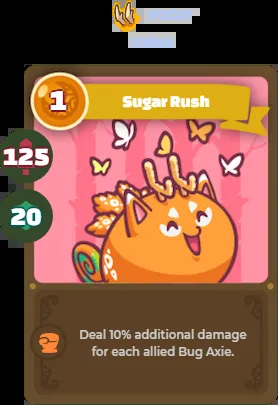 1
Sugar Rush
125
20
Deal 10% additional damage
for each allied Bug Axie.